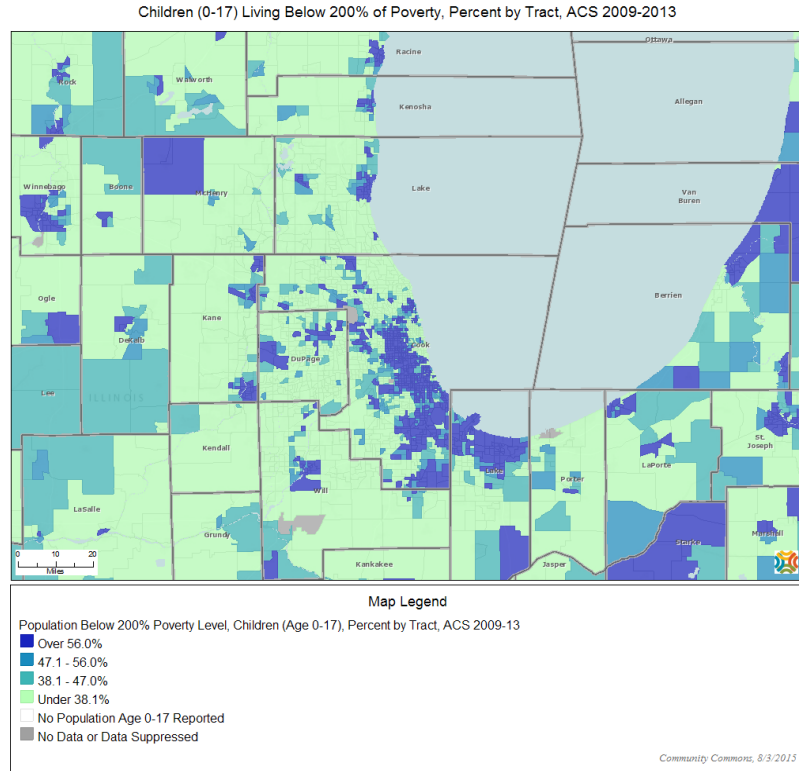 Children (0-17) Living Below 200% of Poverty, Percent by Tract, ACS 2009-2013
Ottawa
Racine
Rock
Walworth
Kenosha
Allegan
Winnebago
Boone
McHenry
Lake
Van
Buren
Ogle
Kane
Berrien
DeKalb
Cook
DuPage
Lee
ILLINOIS
Kendall
St.
Joseph
LaPorte
Lake
Porter
Will
LaSalle
Grundy
Starke
Marshall
Kankakee
Jasper
0 10 20
Miles
Map Legend
Population Below 200% Poverty Level, Children (Age 0-17), Percent by Tract, ACS 2009-13
Over 56.0%
47.1 - 56.0%
38.1 - 47.0%
Under 38.1%
No Population Age 0-17 Reported
No Data or Data Suppressed
Community Commons, 8/3/2015